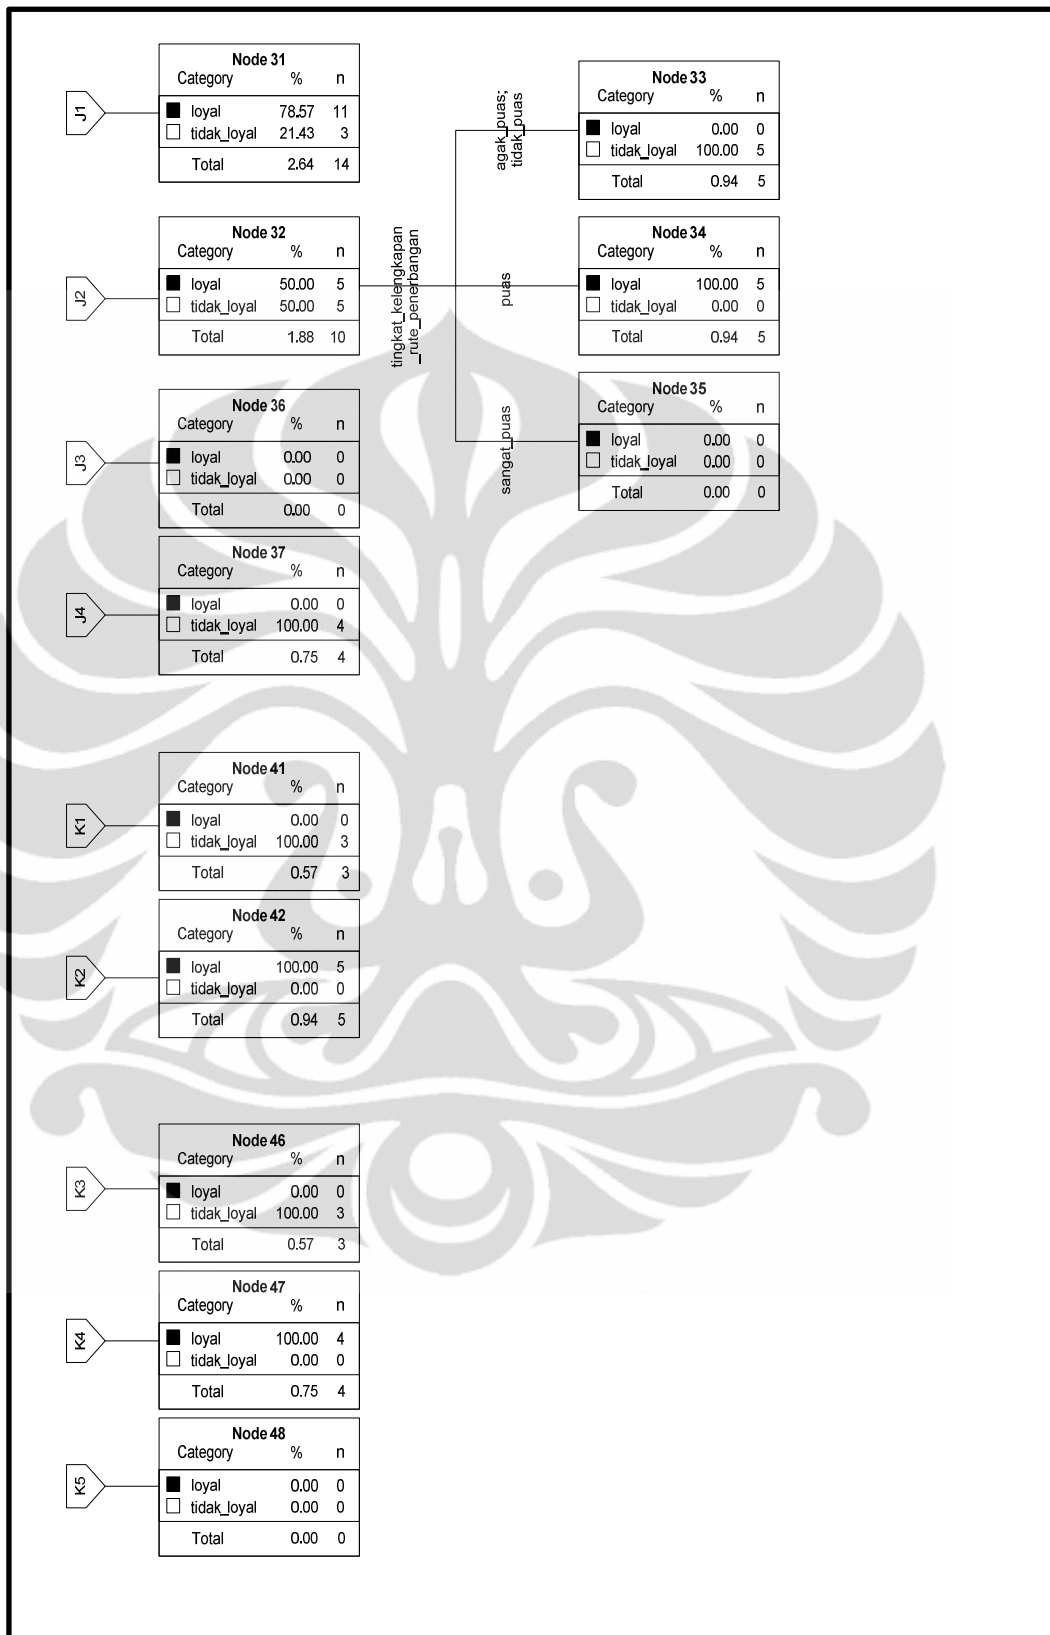 J1
Node 31
Category % n
loyal 78.57 11
tidak_loyal 21.43 3
Total 2.64 14
agak_puas;
tidak_puas
Node 33
Category % n
loyal 0.00 0
tidak_loyal 100.00 5
Total 0.94 5
J2
Node 32
Category % n
loyal 50.00 5
tidak_loyal 50.00 5
Total 1.88 10
tingkat_kelengkapan
_rute_penerbangan
puas
Node 34
Category % n
loyal 100.00 5
tidak_loyal 0.00 0
Total 0.94 5
sangat_puas
Node 35
Category % n
loyal 0.00 0
tidak_loyal 0.00 0
Total 0.00 0
J3
Node 36
Category % n
loyal 0.00 0
tidak_loyal 0.00 0
Total 0.00 0
J4
Node 37
Category % n
loyal 0.00 0
tidak_loyal 100.00 4
Total 0.75 4
K1
Node 41
Category % n
loyal 0.00 0
tidak_loyal 100.00 3
Total 0.57 3
K2
Node 42
Category % n
loyal 100.00 5
tidak_loyal 0.00 0
Total 0.94 5
K3
Node 46
Category % n
loyal 0.00 0
tidak_loyal 100.00 3
Total 0.57 3
K4
Node 47
Category % n
loyal 100.00 4
tidak_loyal 0.00 0
Total 0.75 4
K5
Node 48
Category % n
loyal 0.00 0
tidak_loyal 0.00 0
Total 0.00 0